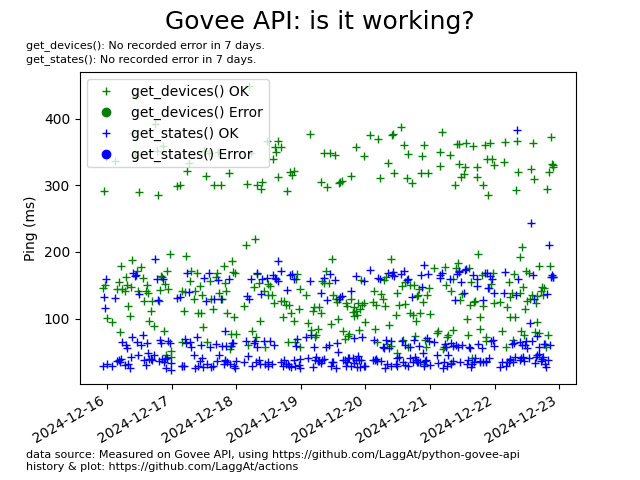 Govee API: is it working?
get_devices(): No recorded error in 7 days.
get_states(): No recorded error in 7 days.
get_devices() OK
get_devices() Error
get_states() OK
get_states() Error
400
300
200
100
Ping (ms)
2024-12-16
2024-12-17
2024-12-18
2024-12-19
2024-12-20
2024-12-21
2024-12-22
2024-12-23
data source: Measured on Govee API, using https://github.com/LaggAt/python-govee-api
history & plot: https://github.com/LaggAt/actions